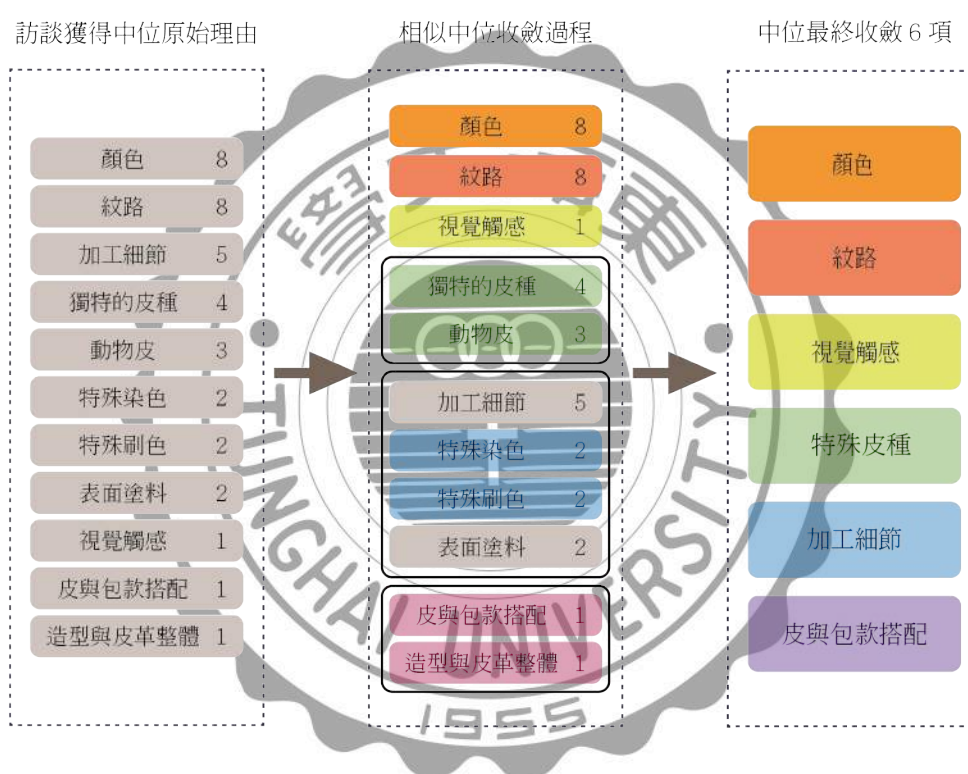 訪談獲得中位原始理由
顏色 8
紋路 8
加工細節 5
獨特的皮種 4
動物皮 3
特殊染色 2
特殊刷色 2
表面塗料 2
視覺觸感 1
皮與包款搭配 1
造型與皮革整體 1
相似中位收斂過程
顏色 8
紋路 8
視覺觸感 1
獨特的皮種 4
動物皮 3
加工細節 5
特殊染色 2
特殊刷色 2
表面塗料 2
皮與包款搭配 1
造型與皮革整體 1
中位最終收斂 6 項
顏色
紋路
視覺觸感
特殊皮種
加工細節
皮與包款搭配
TUNGHAI UNIVERSITY
1955